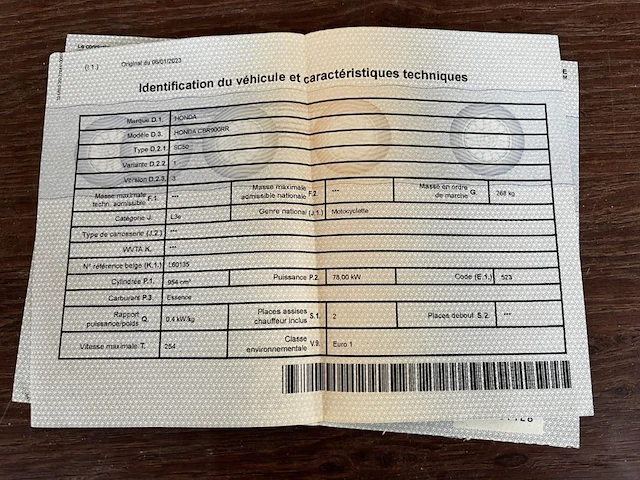 (I.1.) Original du 06/01/2023
Identification du véhicule et caractéristiques techniques
Marque D.1. HONDA
Modèle D.3. HONDA CBR900RR
Type D.2.1. SC50
Variante D.2.2. 1
Version D.2.3. 3
Masse maximale techn. admissible F.1. *** Masse maximale admissible nationale F.2. *** Masse en ordre de marche G. 268 kg
Catégorie J. L3e Genre national (J.1.) Motocyclette
Type de carrosserie (J.2.) ***
WVTA K. ***
N° référence belge (K.1.) L60135
Cylindrée P.1. 954 cm³ Puissance P.2. 78,00 kW Code (E.1.) 523
Carburant P.3. Essence
Rapport puissance/poids Q. 0.4 kW/kg Places assises chauffeur inclus S.1. 2 Places debout S.2. ***
Vitesse maximale T. 254 Classe environnementale V.9. Euro 1